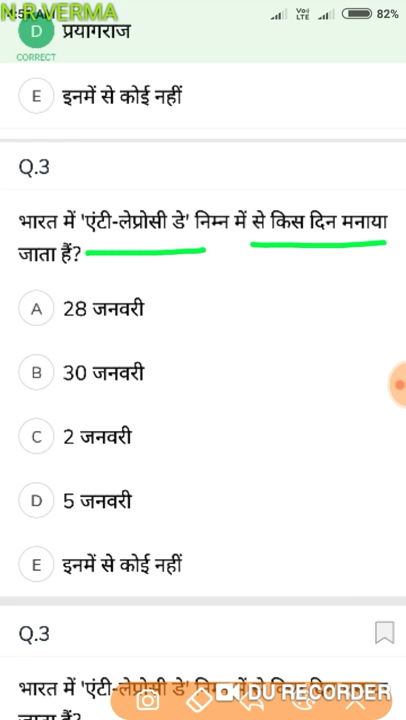 N.R.VERMA
82%
D प्रयागराज
CORRECT
E इनमें से कोई नहीं
Q.3
भारत में 'एंटी-लेप्रोसी डे' निम्न में से किस दिन मनाया
जाता हैं?
A 28 जनवरी
B 30 जनवरी
C 2 जनवरी
D 5 जनवरी
E इनमें से कोई नहीं
Q.3
भारत में 'एंटी-लेप्रोसी डे'
DU RECORDER